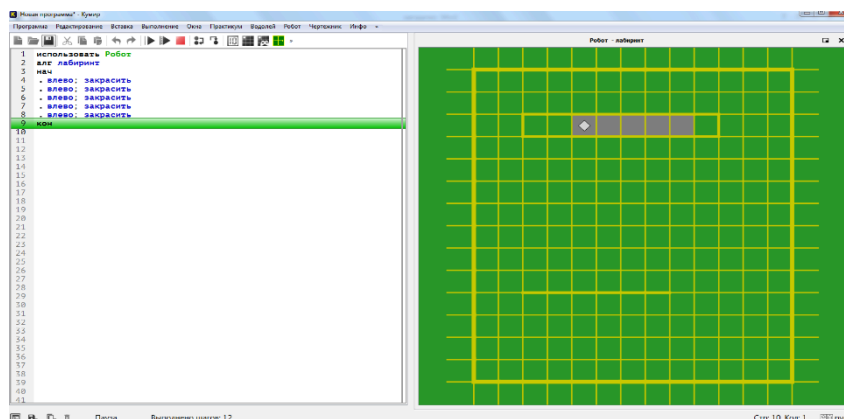 Новая программа* - Кумир
Программа Редактирование Вставка Выполнение Окна Практикум Водолей Робот Чертежник Инфо
Робот - лабиринт
1 использовать Робот
2 алг лабиринт
3 нач
4 . влево; закрасить
5 . влево; закрасить
6 . влево; закрасить
7 . влево; закрасить
8 . влево; закрасить
9 кон
10
11
12
13
14
15
16
17
18
19
20
21
22
23
24
25
26
27
28
29
30
31
32
33
34
35
36
37
38
39
40
41
Пауза Выполнено шагов: 12 Стр: 10, Кол: 1 рус